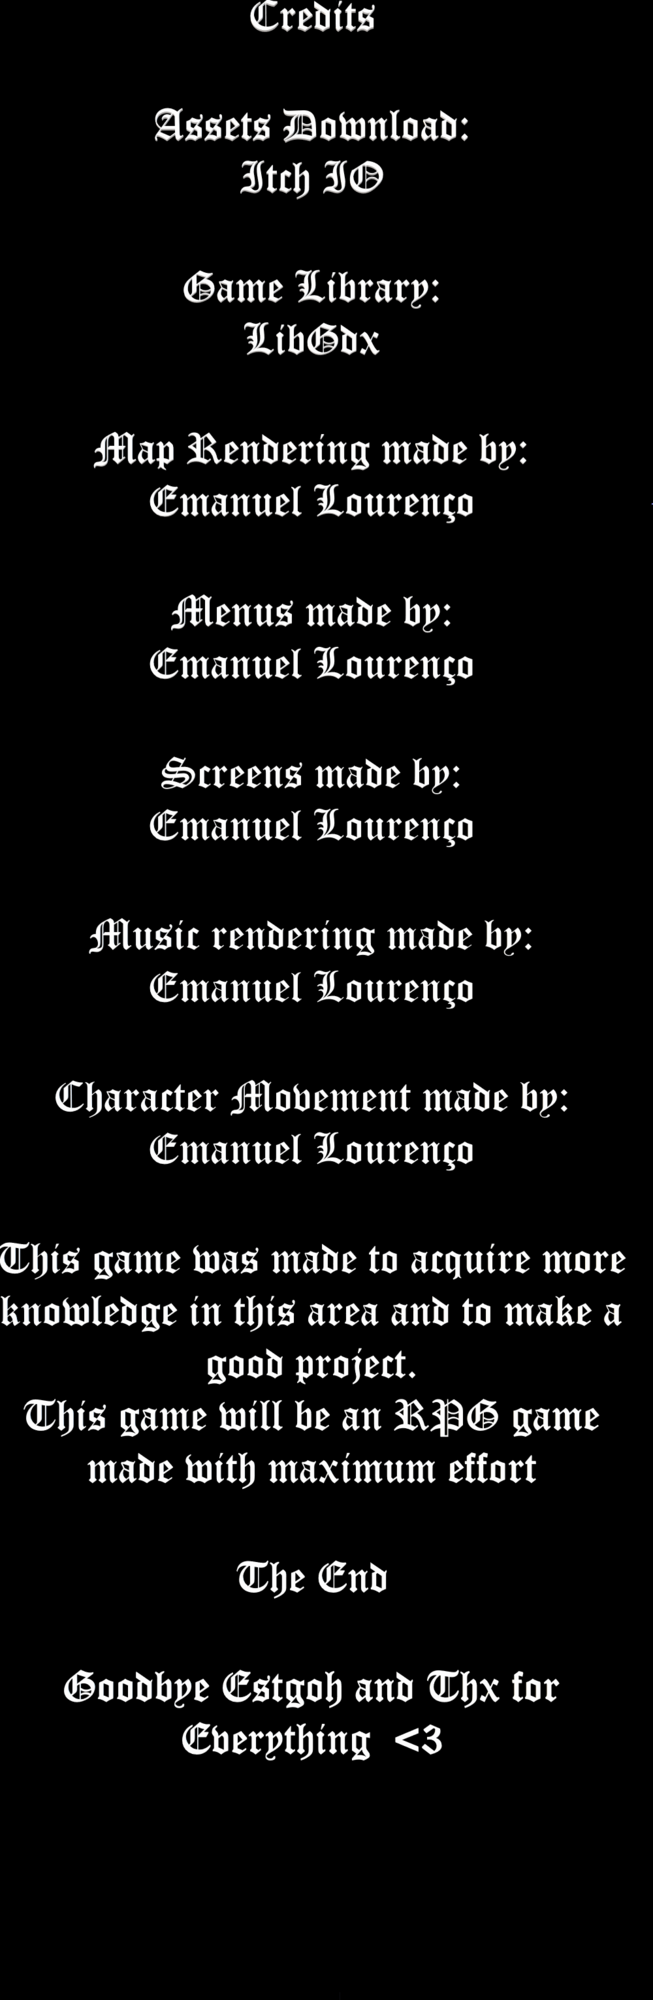 Credits
Assets Download:
Itch IO
Game Library:
LibGdx
Map Rendering made by:
Emanuel Lourenço
Menus made by:
Emanuel Lourenço
Screens made by:
Emanuel Lourenço
Music rendering made by:
Emanuel Lourenço
Character Movement made by:
Emanuel Lourenço
This game was made to acquire more
knowledge in this area and to make a
good project.
This game will be an RPG game
made with maximum effort
The End
Goodbye Estgoh and Thx for
Everything <3